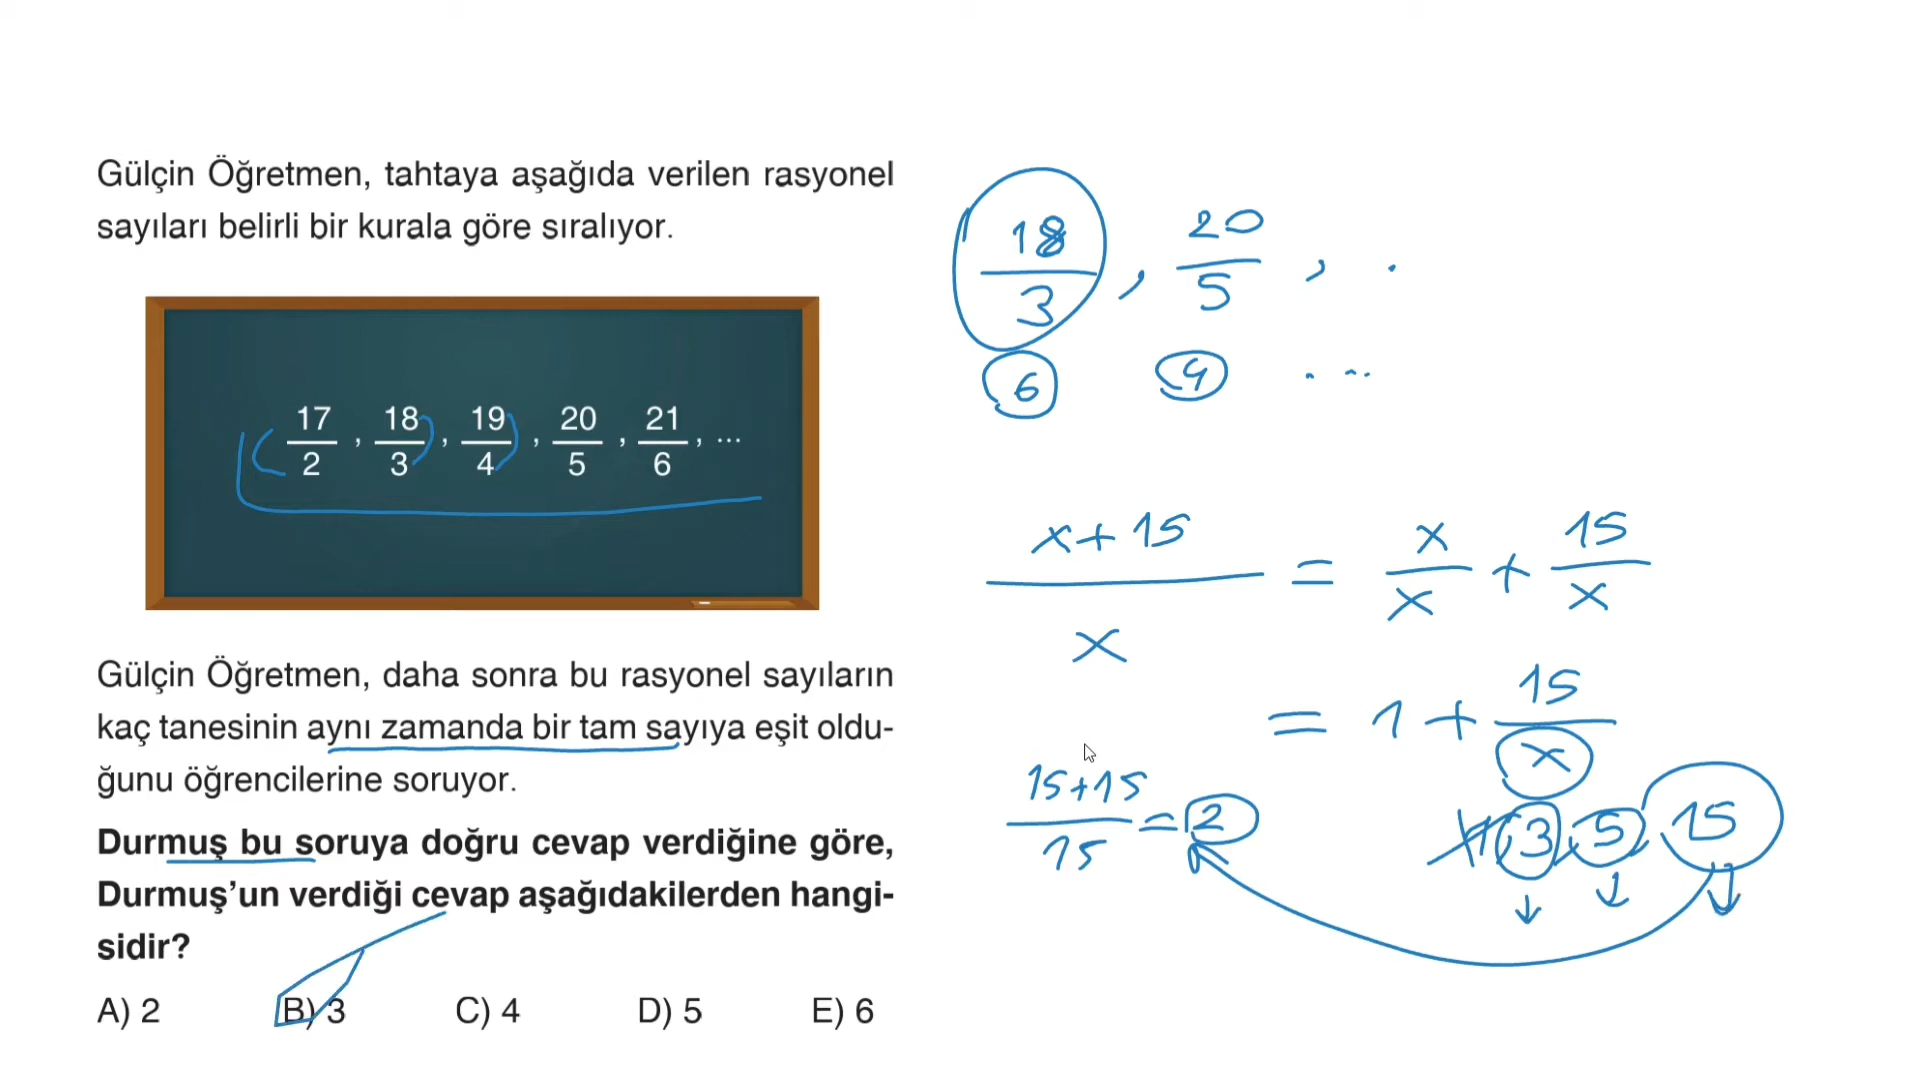 Gülçin Öğretmen, tahtaya aşağıda verilen rasyonel
sayıları belirli bir kurala göre sıralıyor.
17/2 , 18/3 , 19/4 , 20/5 , 21/6 , ...
Gülçin Öğretmen, daha sonra bu rasyonel sayıların
kaç tanesinin aynı zamanda bir tam sayıya eşit oldu-
ğunu öğrencilerine soruyor.
Durmuş bu soruya doğru cevap verdiğine göre,
Durmuş’un verdiği cevap aşağıdakilerden hangi-
sidir?
A) 2 B) 3 C) 4 D) 5 E) 6
18/3 , 20/5 , .
6 4 . ...
x+15/x = x/x + 15/x
= 1 + 15/x
1, 3, 5, 15
15+15/15 = 2